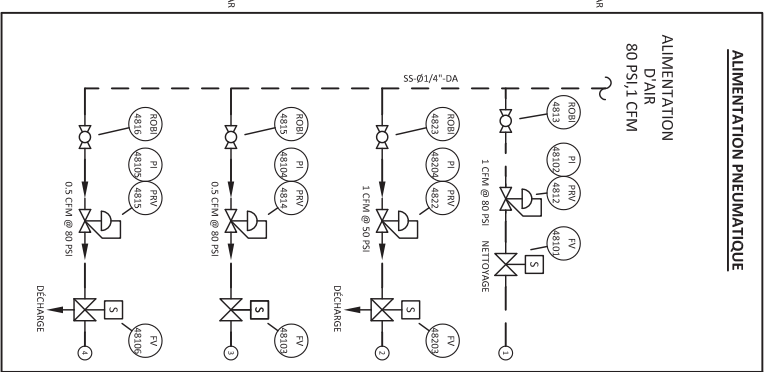 ALIMENTATION PNEUMATIQUE
ALIMENTATION
D'AIR
80 PSI,1 CFM
SS-Ø1/4"-DA
ROBI
4813
PI
48102
PRV
4812
FV
48101
1 CFM @ 80 PSI
NETTOYAGE
1
ROBI
4823
PI
48204
PRV
4822
FV
48203
1 CFM @ 50 PSI
DÉCHARGE
2
ROBI
4815
PI
48104
PRV
4814
FV
48103
0.5 CFM @ 80 PSI
3
ROBI
4816
PI
48105
PRV
4815
FV
48106
0.5 CFM @ 80 PSI
DÉCHARGE
4
S
S
S
S
AR
AR